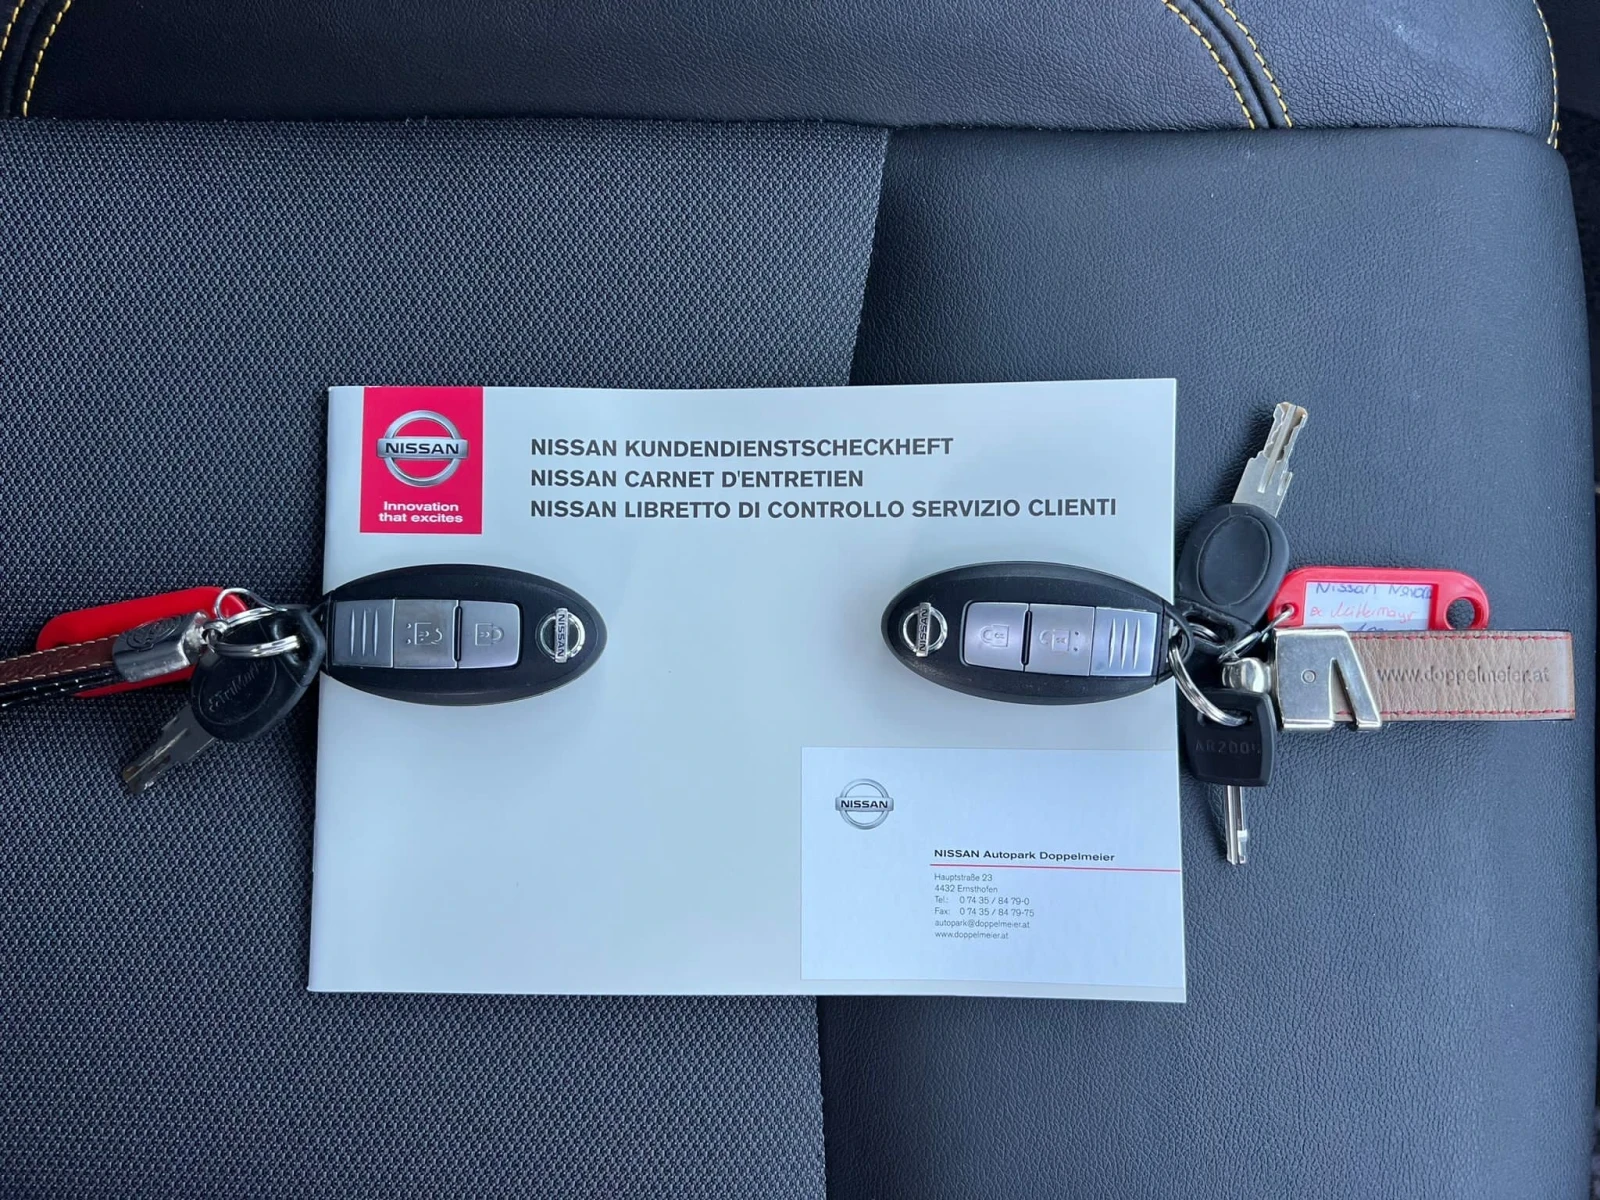 NISSAN
Innovation
that excites
NISSAN KUNDENDIENSTSCHECKHEFT
NISSAN CARNET D'ENTRETIEN
NISSAN LIBRETTO DI CONTROLLO SERVIZIO CLIENTI
NISSAN
NISSAN
Nissan
ex
www.doppelmeier.at
NISSAN
NISSAN Autopark Doppelmeier
Hauptstraße 23
4432 Ernsthofen
Tel.: 0 74 35 / 84 79-0
Fax: 0 74 35 / 84 79-75
autopark@doppelmeier.at
www.doppelmeier.at